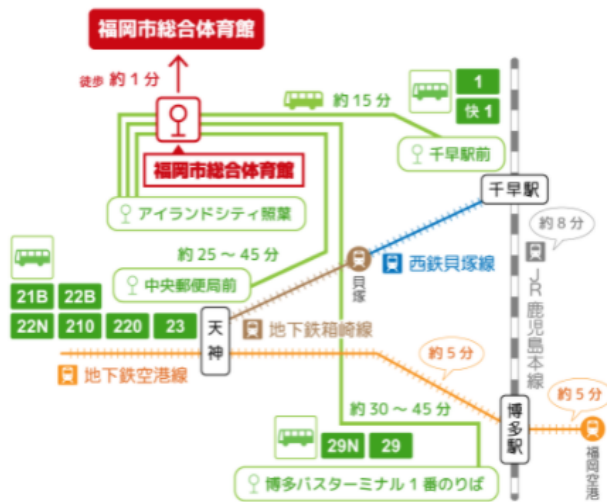 福岡市総合体育館
徒歩 約1分
約15分
1
快1
福岡市総合体育館
千早駅前
千早駅
アイランドシティ照葉
約8分
約25～45分
西鉄貝塚線
JR鹿児島本線
中央郵便局前
貝塚
21B 22B
22N 210 220 23
天神
地下鉄箱崎線
地下鉄空港線
約5分
約5分
約30～45分
博多駅
29N 29
福岡空港
博多バスターミナル1番のりば